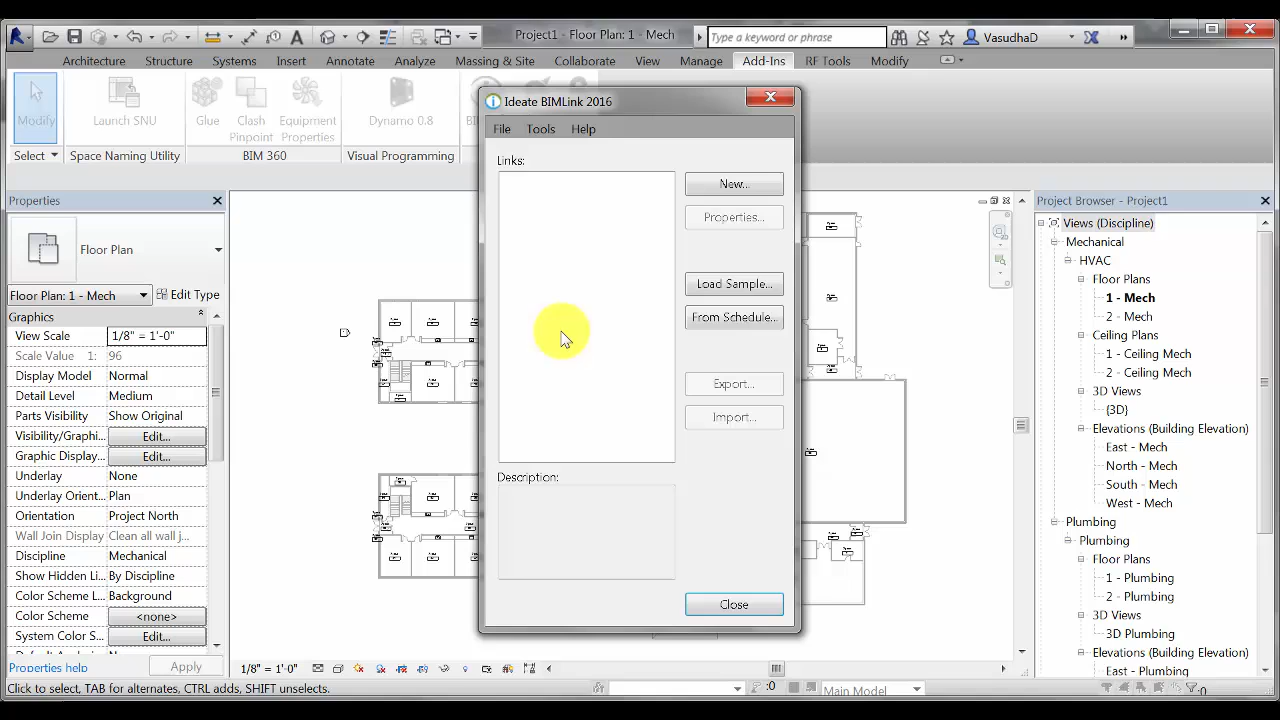 Project1 - Floor Plan: 1 - Mech
Type a keyword or phrase
VasudhaD
Architecture Structure Systems Insert Annotate Analyze Massing & Site Collaborate View Manage Add-Ins RF Tools Modify
Modify
Launch SNU
Glue
Clash
Pinpoint
Equipment
Properties
Dynamo 0.8
Select
Space Naming Utility
BIM 360
Visual Programming
Ideate BIMLink 2016
File Tools Help
Links:
New...
Properties...
Load Sample...
From Schedule...
Export...
Import...
Description:
Close
Properties
Floor Plan
Floor Plan: 1 - Mech
Edit Type
Graphics
View Scale 1/8" = 1'-0"
Scale Value 1: 96
Display Model Normal
Detail Level Medium
Parts Visibility Show Original
Visibility/Graphi... Edit...
Graphic Display... Edit...
Underlay None
Underlay Orient... Plan
Orientation Project North
Wall Join Display Clean all wall j...
Discipline Mechanical
Show Hidden Li... By Discipline
Color Scheme L... Background
Color Scheme <none>
System Color S... Edit...
Properties help
Apply
Project Browser - Project1
Views (Discipline)
Mechanical
HVAC
Floor Plans
1 - Mech
2 - Mech
Ceiling Plans
1 - Ceiling Mech
2 - Ceiling Mech
3D Views
{3D}
Elevations (Building Elevation)
East - Mech
North - Mech
South - Mech
West - Mech
Plumbing
Plumbing
Floor Plans
1 - Plumbing
2 - Plumbing
3D Views
3D Plumbing
Elevations (Building Elevation)
East - Plumbing
1/8" = 1'-0"
Click to select, TAB for alternates, CTRL adds, SHIFT unselects.
:0
Main Model
:0